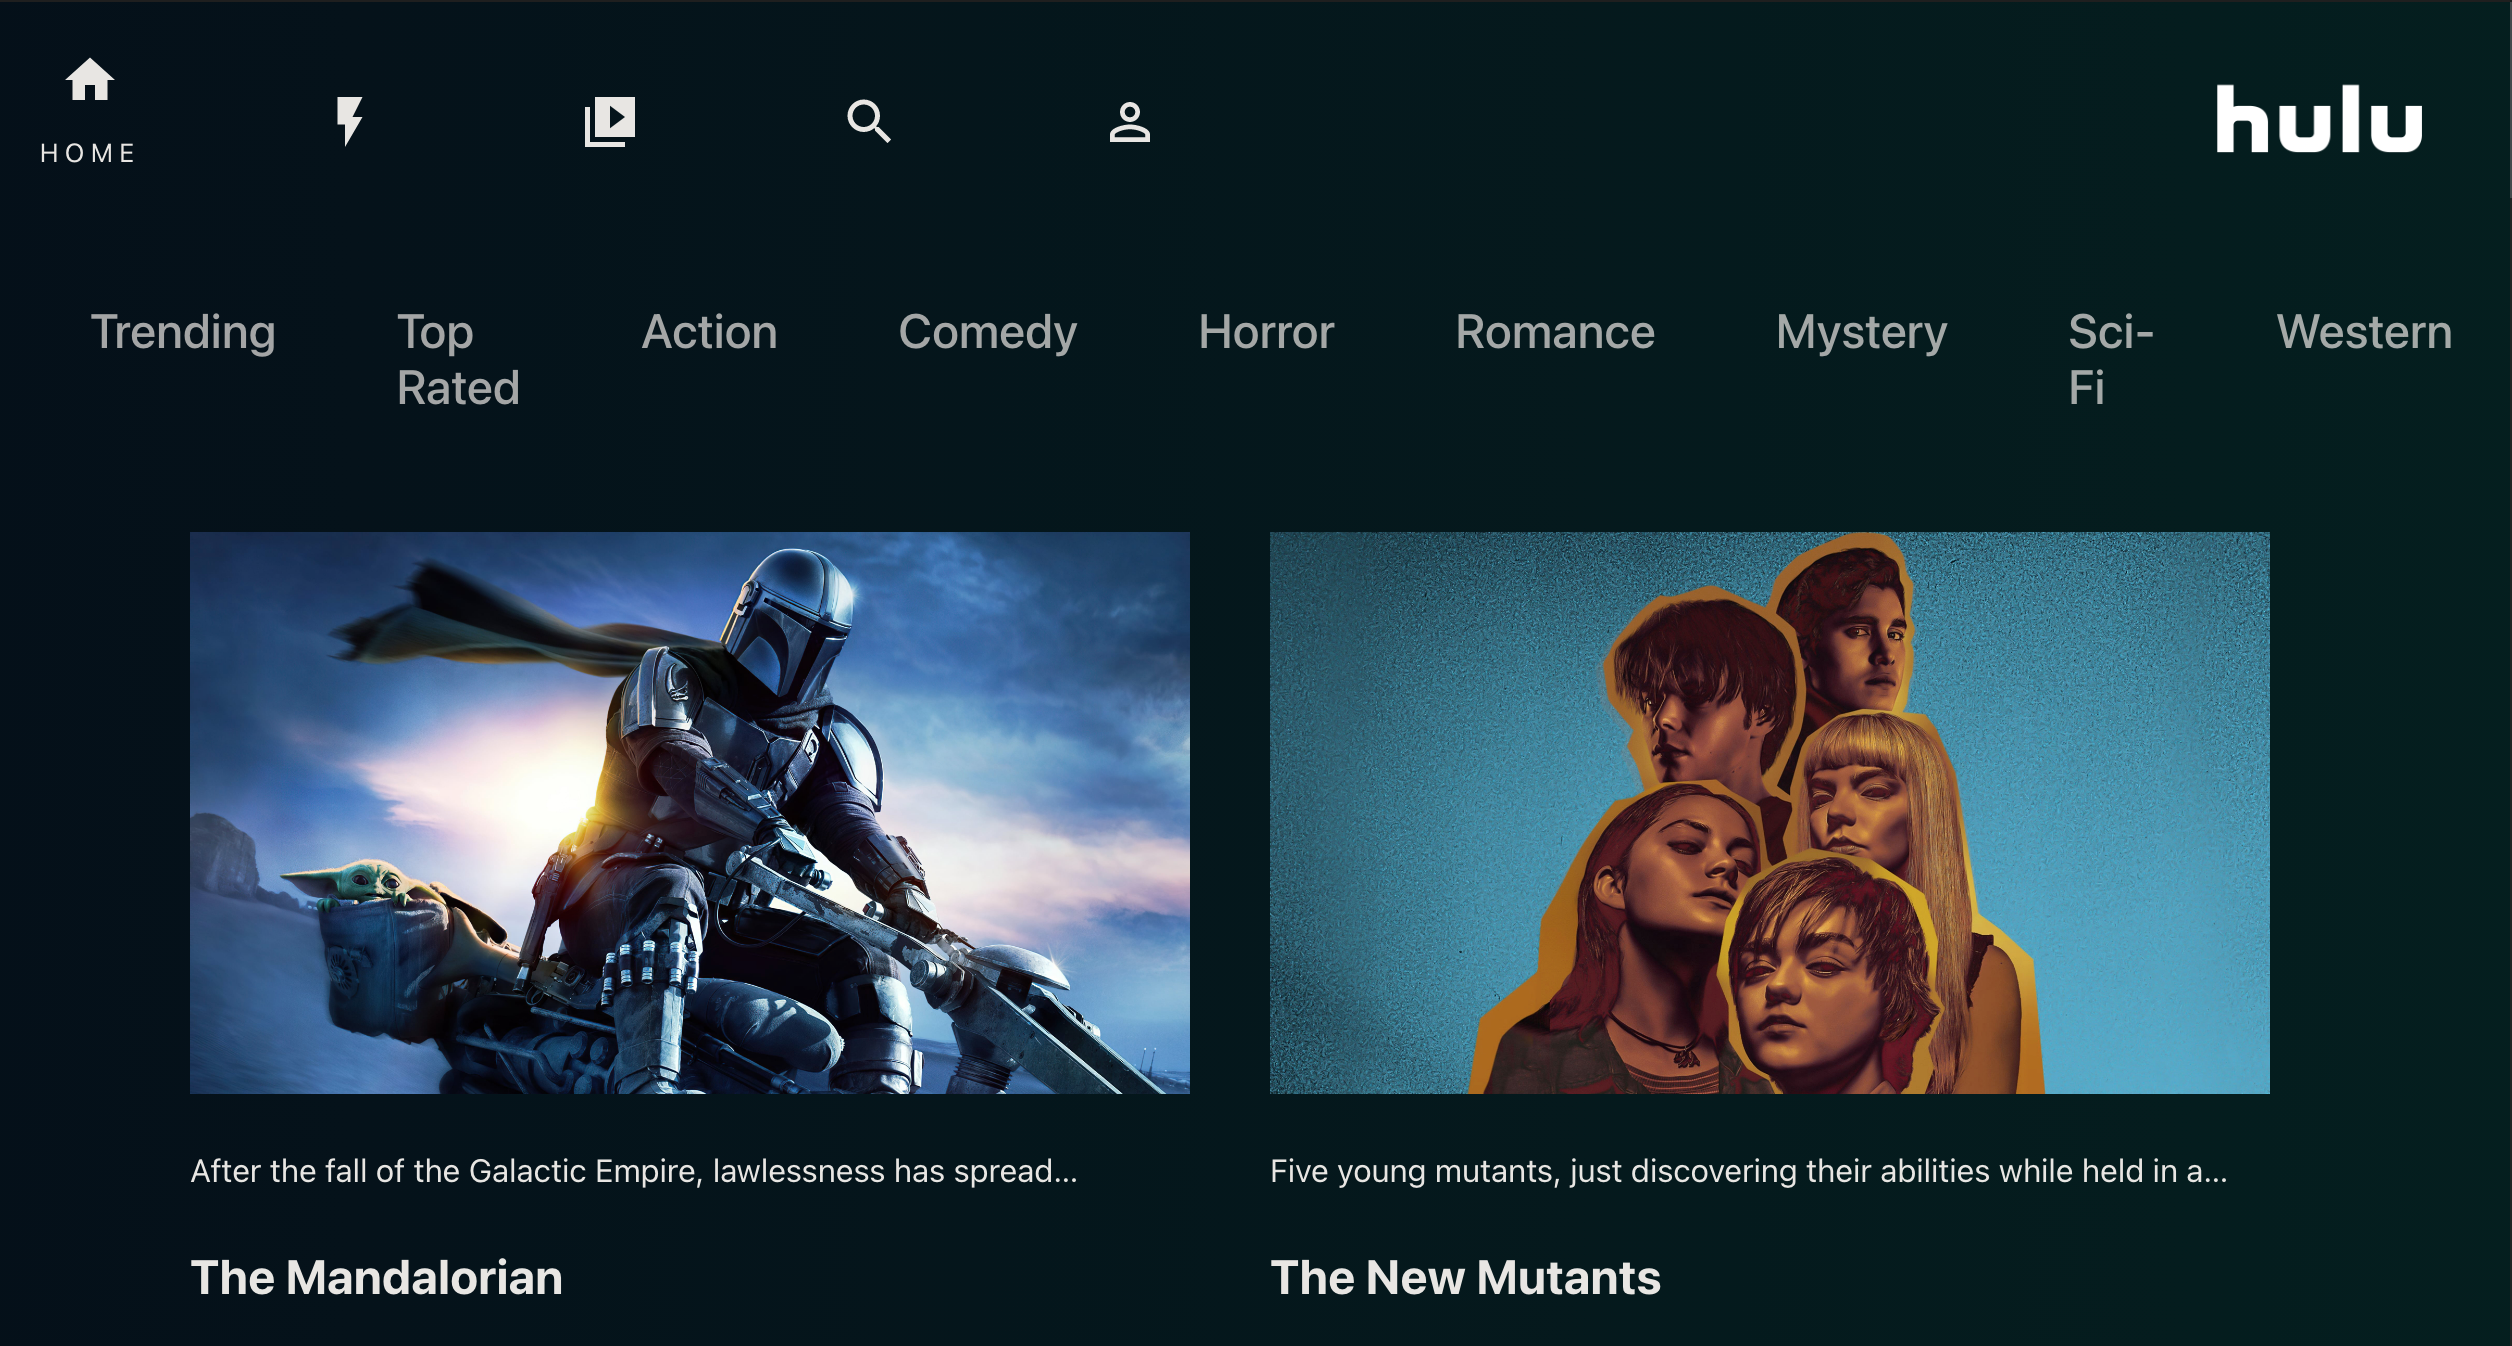 HOME
hulu
Trending
Top
Rated
Action
Comedy
Horror
Romance
Mystery
Sci-
Fi
Western
After the fall of the Galactic Empire, lawlessness has spread...
The Mandalorian
Five young mutants, just discovering their abilities while held in a...
The New Mutants